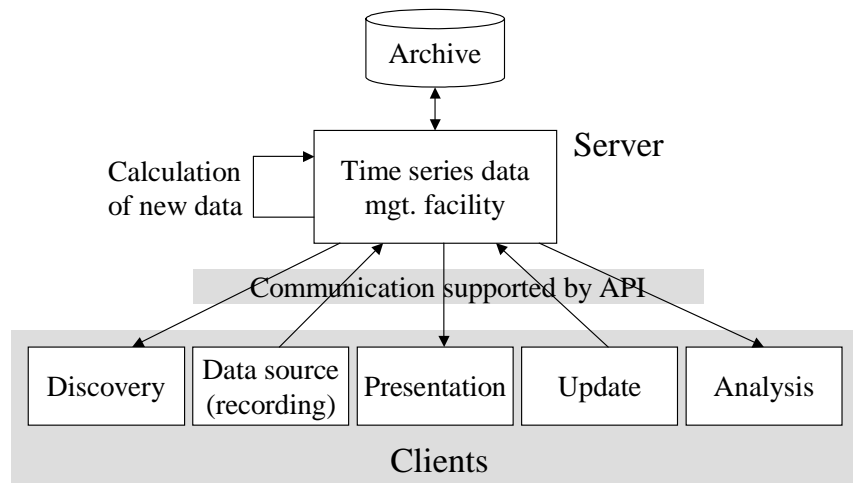 Archive
Server
Calculation
of new data
Time series data
mgt. facility
Communication supported by API
Discovery
Data source
(recording)
Presentation
Update
Analysis
Clients